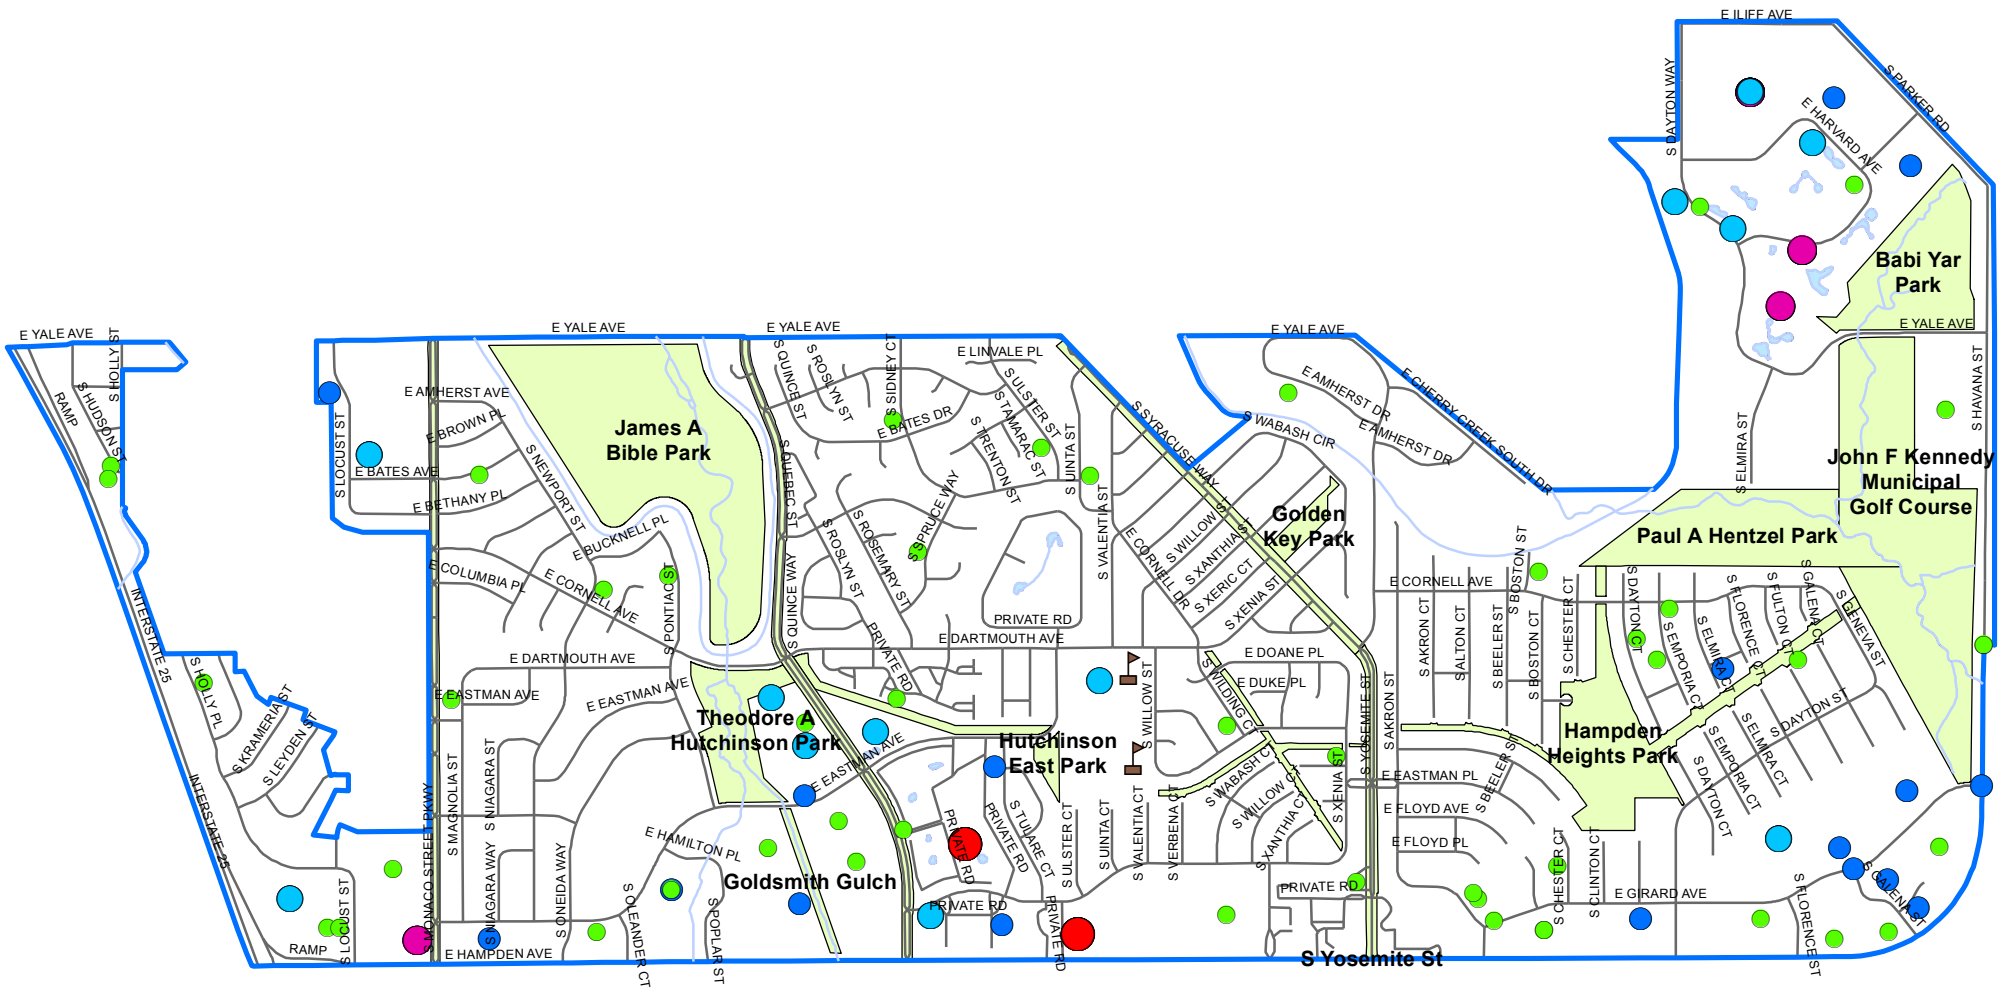 E ILIFF AVE
S PARKER RD
S DAYTON WAY
E HARVARD AVE
Babi Yar
Park
E YALE AVE
E YALE AVE
E YALE AVE
E YALE AVE
E YALE AVE
S HOLLY ST
S HUDSON ST
RAMP
S LOCUST ST
E AMHERST AVE
E BROWN PL
E BATES AVE
E BETHANY PL
S NEWPORT ST
James A
Bible Park
S QUINCE ST
S ROSLYN ST
S SIDNEY CT
E LINVALE PL
E BATES DR
S ULSTER ST
S TAMARAC ST
S TRENTON ST
S UINTA ST
S SYRACUSE WAY
S WABASH CIR
E AMHERST DR
E AMHERST DR
E CHERRY CREEK SOUTH DR
S ELMIRA ST
S HAVANA ST
John F Kennedy
Municipal
Golf Course
Paul A Hentzel Park
Golden
Key Park
S QUEBEC ST
S SPRUCE WAY
S ROSEMARY ST
S ROSLYN ST
S VALENTIA ST
E CORNELL DR
S WILLOW ST
S XANTHIA ST
S XERIC CT
S XENIA ST
E BUCKNELL PL
E COLUMBIA PL
E CORNELL AVE
S PONTIAC ST
S QUINCE WAY
PRIVATE RD
PRIVATE RD
E DARTMOUTH AVE
E DARTMOUTH AVE
E CORNELL AVE
S AKRON CT
S ALTON CT
S BEELER ST
S BOSTON ST
S BOSTON CT
S CHESTER CT
S DAYTON CT
S EMPORIA CT
S ELMIRA CT
S FLORENCE CT
S FULTON CT
S GALENA CT
S GENEVA ST
INTERSTATE 25
S HOLLY PL
S KRAMERIA ST
S LEYDEN ST
INTERSTATE 25
E EASTMAN AVE
E EASTMAN AVE
Theodore A
Hutchinson Park
E EASTMAN AVE
Hutchinson
East Park
S WILLOW ST
S WILDING CT
E DOANE PL
E DUKE PL
S YOSEMITE ST
S AKRON ST
Hampden
Heights Park
S DAYTON ST
S ELMIRA CT
S EMPORIA CT
S DAYTON CT
S MAGNOLIA ST
S NIAGARA ST
S MONACO STREET PKWY
S NIAGARA WAY
S ONEIDA WAY
E HAMILTON PL
Goldsmith Gulch
S OLEANDER CT
S POPLAR ST
PRIVATE RD
PRIVATE RD
S TULARE CT
PRIVATE RD
PRIVATE RD
S ULSTER CT
S UINTA CT
S VALENTIA CT
S VERBENA CT
S WABASH CT
S WILLOW CT
S XANTHIA CT
S XENIA ST
E EASTMAN PL
E FLOYD AVE
E FLOYD PL
S BEELER ST
PRIVATE RD
S CHESTER CT
S CLINTON CT
E GIRARD AVE
S FLORENCE ST
S GALENA ST
S LOCUST ST
RAMP
E HAMPDEN AVE
S Yosemite St